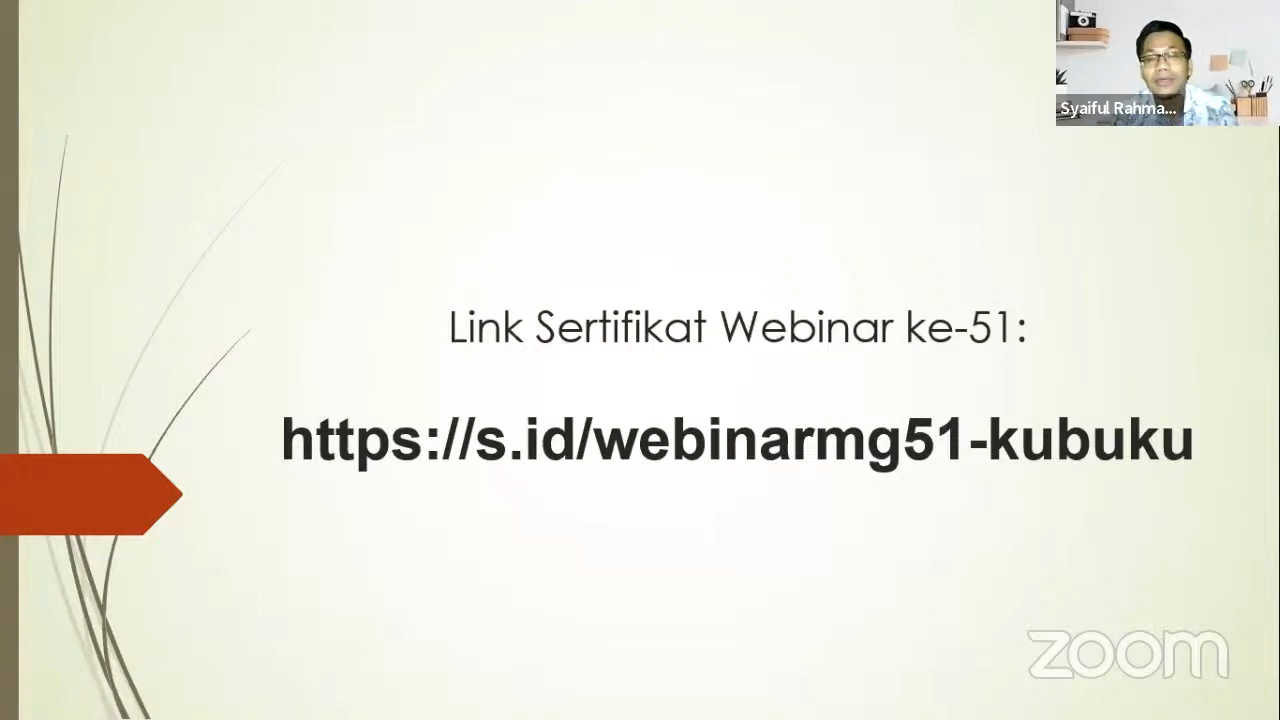 Syaiful Rahma...
Link Sertifikat Webinar ke-51:
https://s.id/webinarmg51-kubuku
zoom